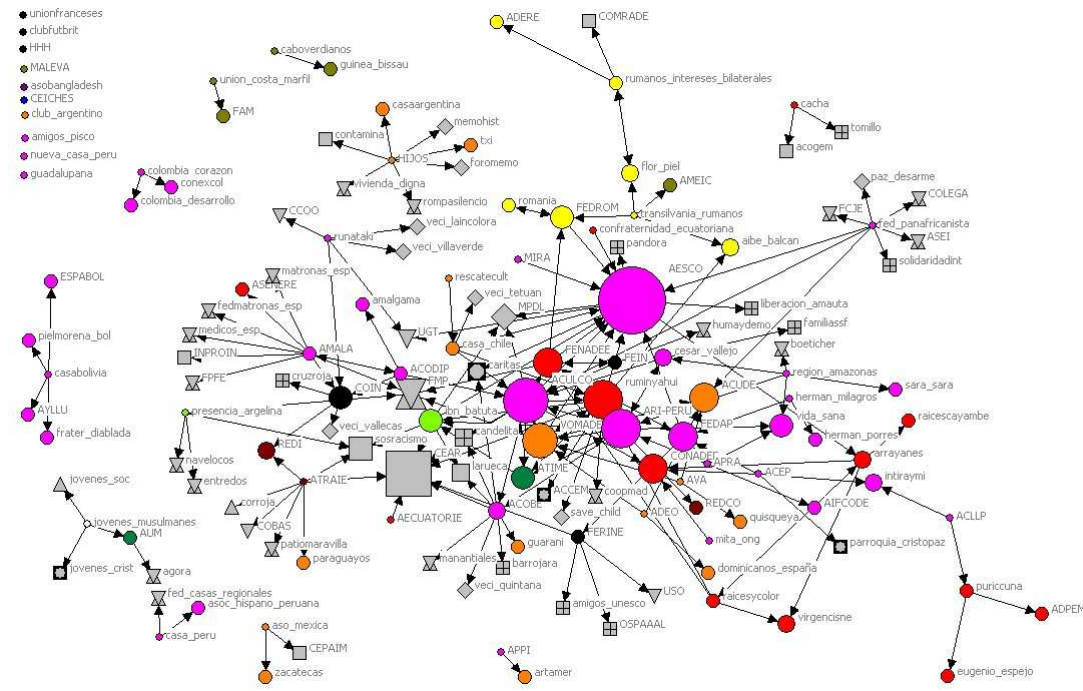 unionfranceses
clubfutbrit
HHH
MALEVA
asobangladesh
CEICHES
club_argentino
amigos_pisco
nueva_casa_peru
guadalupana
ADERE
COMRADE
caboverdianos
guinea_bissau
rumanos_intereses_bilaterales
union_costa_marfil
FAM
casaargentina
memohist
contamina
txi
HIJOS
foromemo
vivienda_digna
rompasilencio
cacha
tomillo
acogem
colombia_corazon
conexcol
colombia_desarrollo
flor_piel
AMEIC
paz_desarme
COLEGA
FCJE
fed_panafricanista
ASEI
solidaridadint
CCOO
runataki
veci_laincolora
veci_villaverde
romania
FEDROM
transilvania_rumanos
confraternidad_ecuatoriana
pandora
aibe_balcan
MIRA
AESCO
ESPABOL
matronas_esp
ASEMERE
rescatecult
veci_tetuan
MPDL
amalgama
fedmatronas_esp
liberacion_amauta
medicos_esp
UGT
humaydemo
familiassf
pielmorena_bol
INPROIN
AMALA
casa_chile
FENADEE
FEIN
cesar_vallejo
boeticher
casabolivia
FPFE
cruzroja
ACODIP
caritas
region_amazonas
COIN
FMP
ACULCO
ruminyahui
ACUDE
sara_sara
AYLLU
presencia_argelina
ibn_batuta
herman_milagros
frater_diablada
veci_vallecas
candelita
VOMADE
ARI-PERU
FEDAP
vida_sana
raicescayambe
REDI
sosracismo
herman_porres
navelocos
CEAR
larueca
ATIME
CONADEE
APRA
arrayanes
jovenes_soc
entredos
ATRAIE
ACCEM
coopmad
AVA
ACEP
intiraymi
corroja
ACOBE
save_child
ADEO
REDCO
AIFCODE
jovenes_musulmanes
AUM
COBAS
AECUATORIE
quisqueya
ACLLP
patiomaravilla
guarani
FERINE
mita_ong
parroquia_cristopaz
jovenes_crist
agora
paraguayos
manantiales
barrojara
dominicanos_españa
veci_quintana
USO
puriccuna
fed_casas_regionales
asoc_hispano_peruana
amigos_unesco
raicesycolor
ADPEM
casa_peru
aso_mexica
OSPAAAL
virgencisne
CEPAIM
APPI
zacatecas
artamer
eugenio_espejo